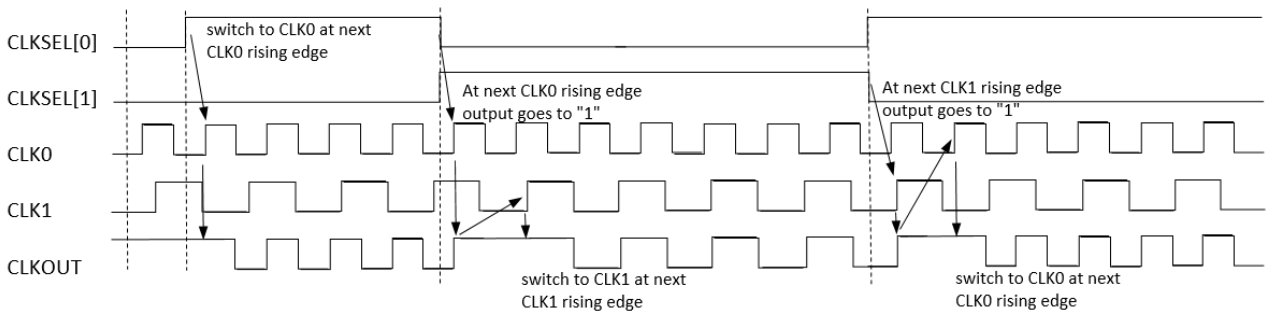 CLKSEL[0]
switch to CLK0 at next
CLK0 rising edge
CLKSEL[1]
At next CLK0 rising edge
output goes to "1"
At next CLK1 rising edge
output goes to "1"
CLK0
CLK1
CLKOUT
switch to CLK1 at next
CLK1 rising edge
switch to CLK0 at next
CLK0 rising edge